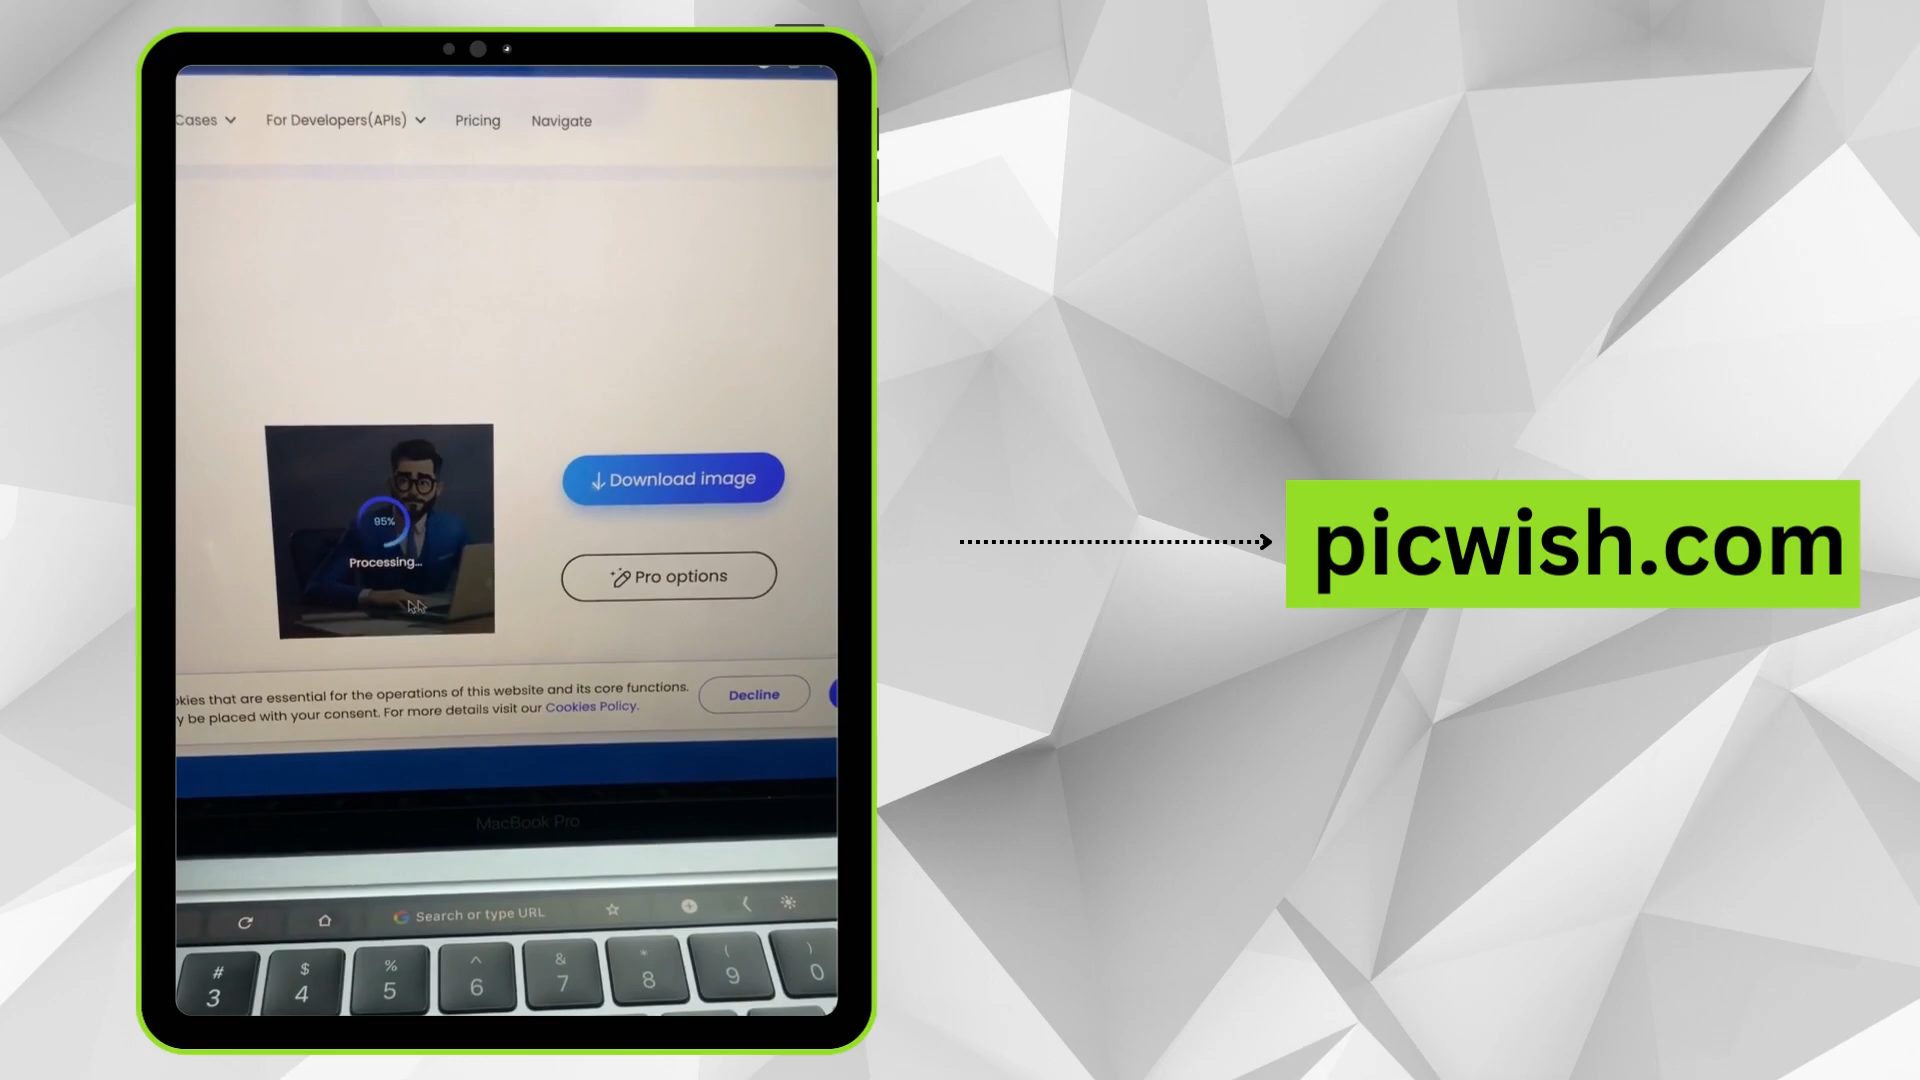 Cases
For Developers(APIs)
Pricing
Navigate
95%
Processing...
Download image
Pro options
okies that are essential for the operations of this website and its core functions.
y be placed with your consent. For more details visit our Cookies Policy.
Decline
MacBook Pro
Search or type URL
# $ % ^ & * ( )
3 4 5 6 7 8 9 0
picwish.com